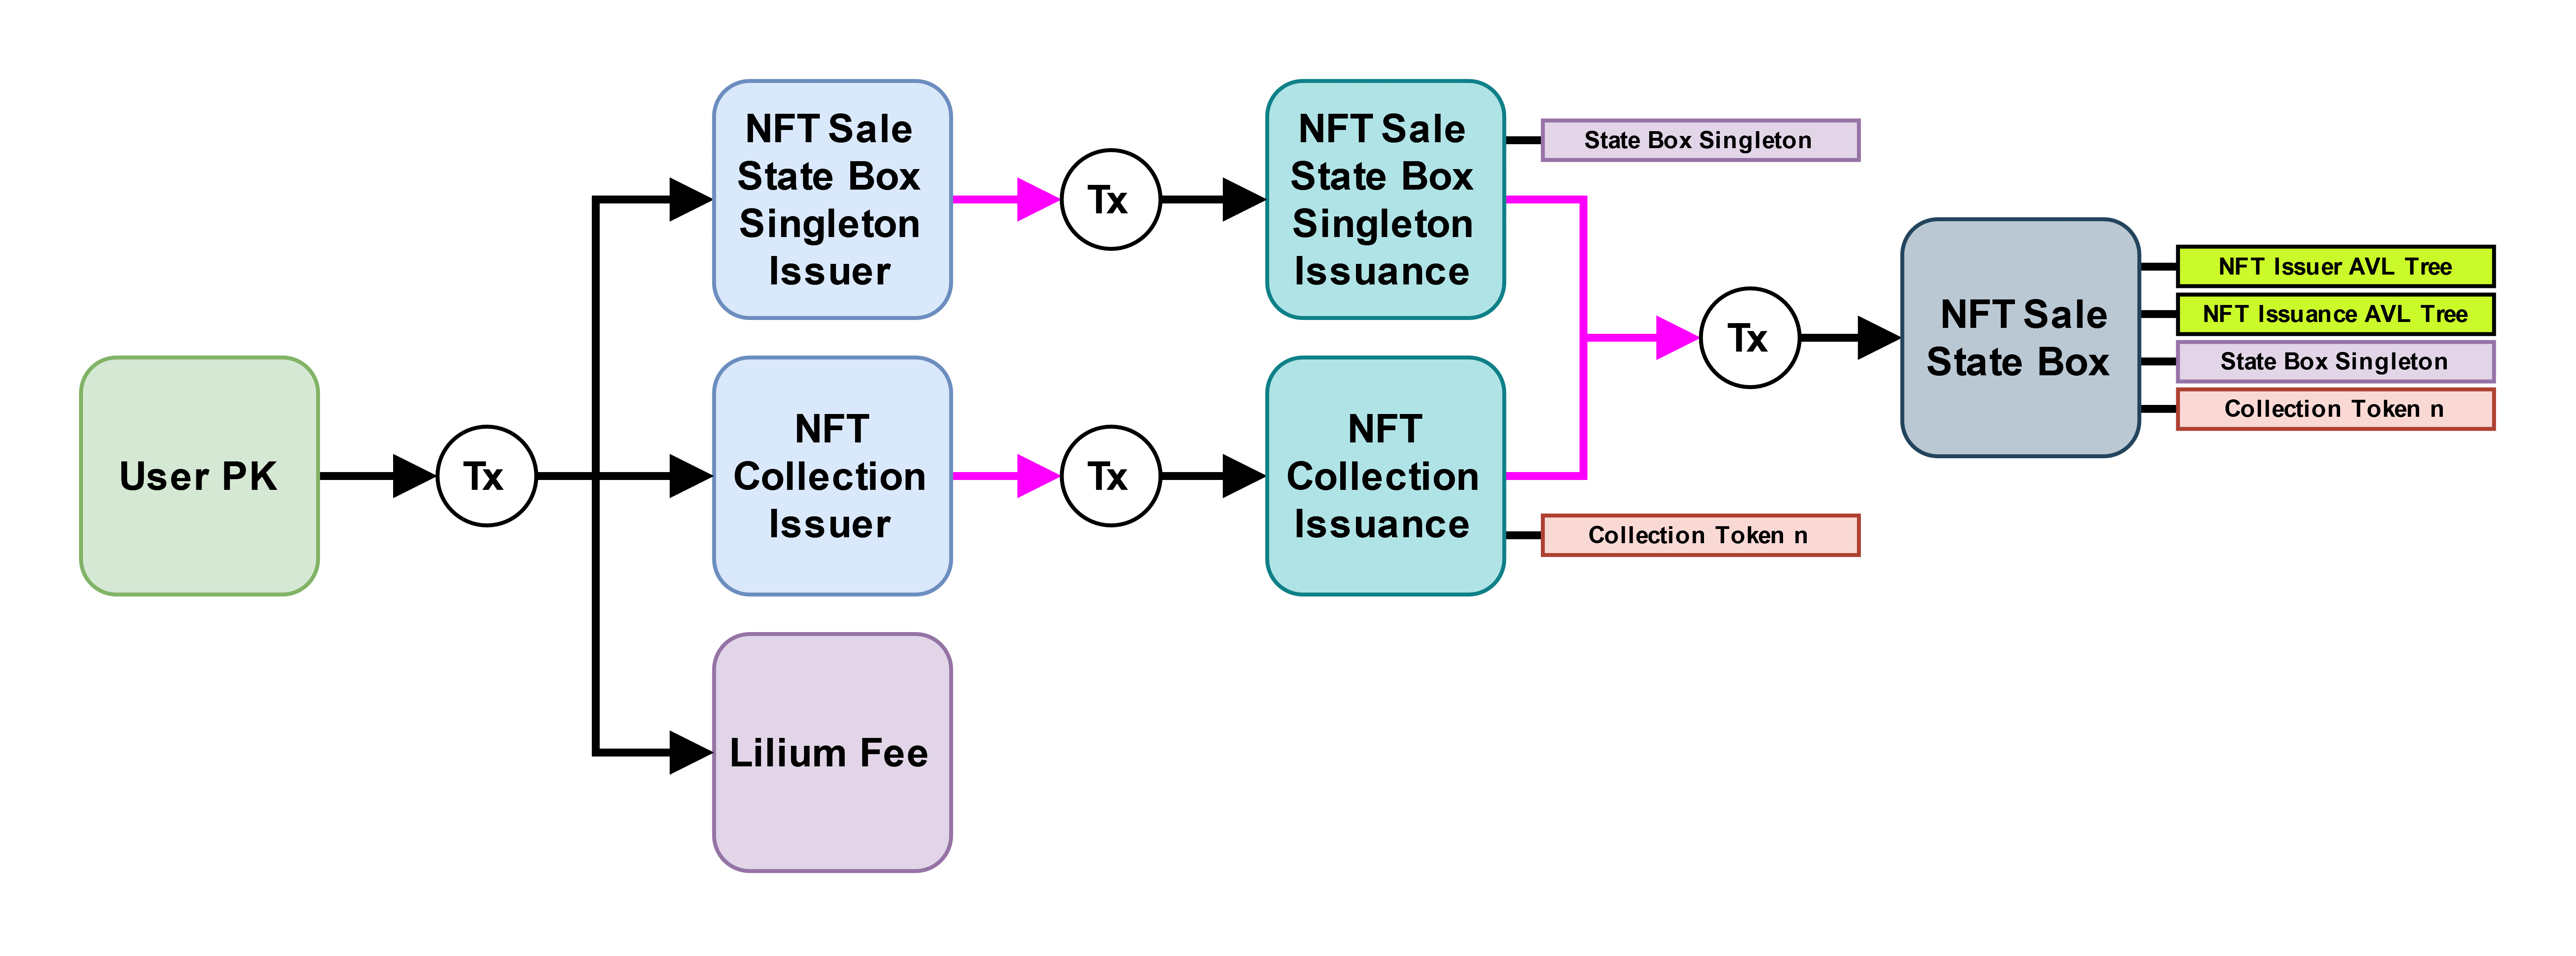 NFT Sale
State Box
Singleton
Issuer
Tx
NFT Sale
State Box
Singleton
Issuance
State Box Singleton
User PK
Tx
NFT
Collection
Issuer
Tx
NFT
Collection
Issuance
Collection Token n
Tx
NFT Sale
State Box
NFT Issuer AVL Tree
NFT Issuance AVL Tree
State Box Singleton
Collection Token n
Lilium Fee